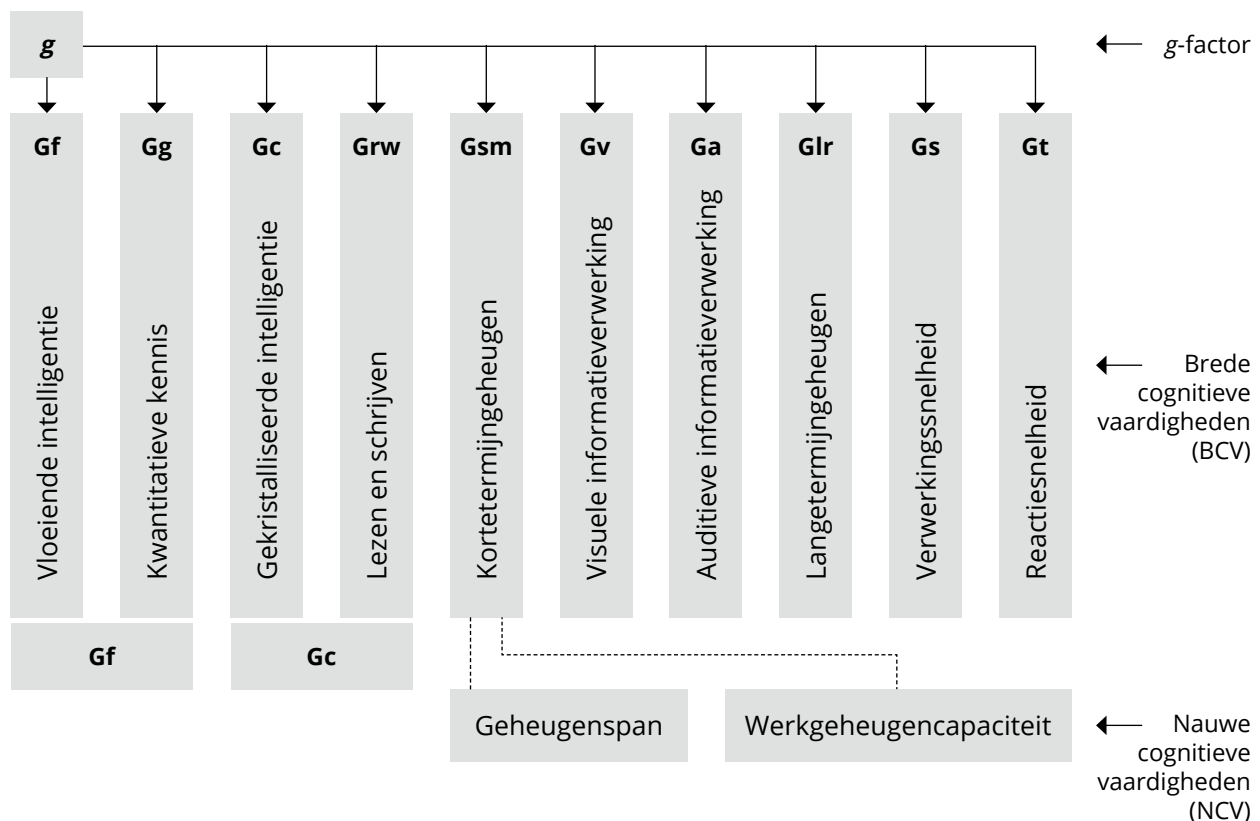 g
g-factor
Gf
Gg
Gc
Grw
Gsm
Gv
Ga
Glr
Gs
Gt
Vloeiende intelligentie
Kwantitatieve kennis
Gekristalliseerde intelligentie
Lezen en schrijven
Kortetermijngeheugen
Visuele informatieverwerking
Auditieve informatieverwerking
Langetermijngeheugen
Verwerkingssnelheid
Reactiesnelheid
Brede
cognitieve
vaardigheden
(BCV)
Gf
Gc
Geheugenspan
Werkgeheugencapaciteit
Nauwe
cognitieve
vaardigheden
(NCV)